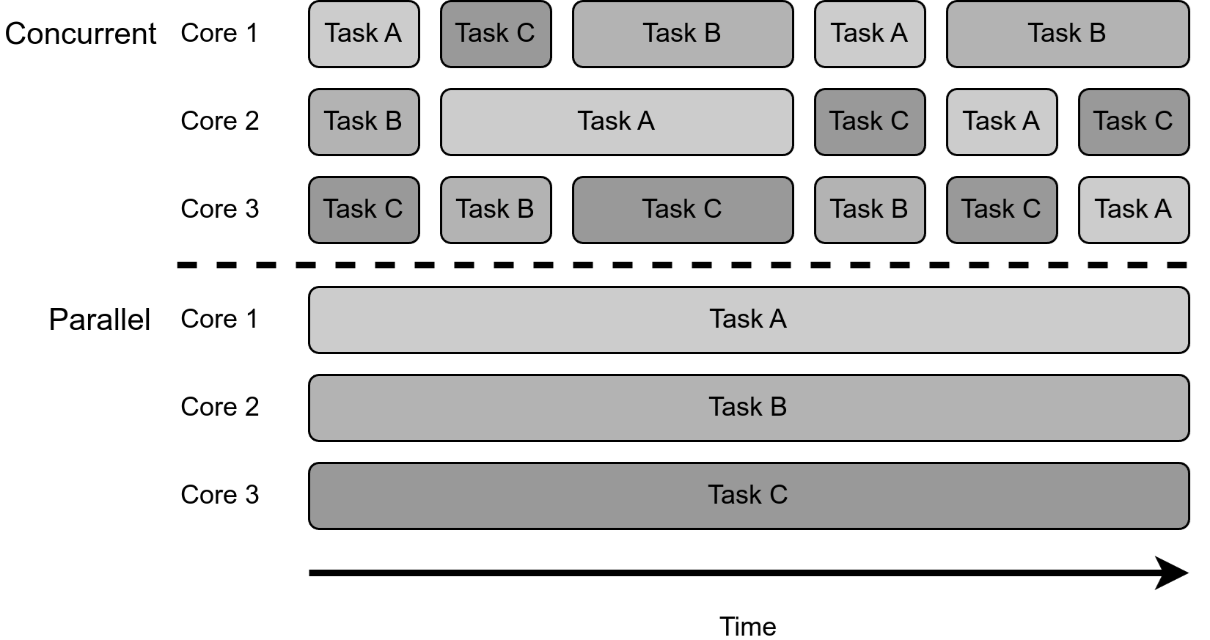 Concurrent Core 1 Task A Task C Task B Task A Task B
Core 2 Task B Task A Task C Task A Task C
Core 3 Task C Task B Task C Task B Task C Task A
Parallel Core 1 Task A
Core 2 Task B
Core 3 Task C
Time